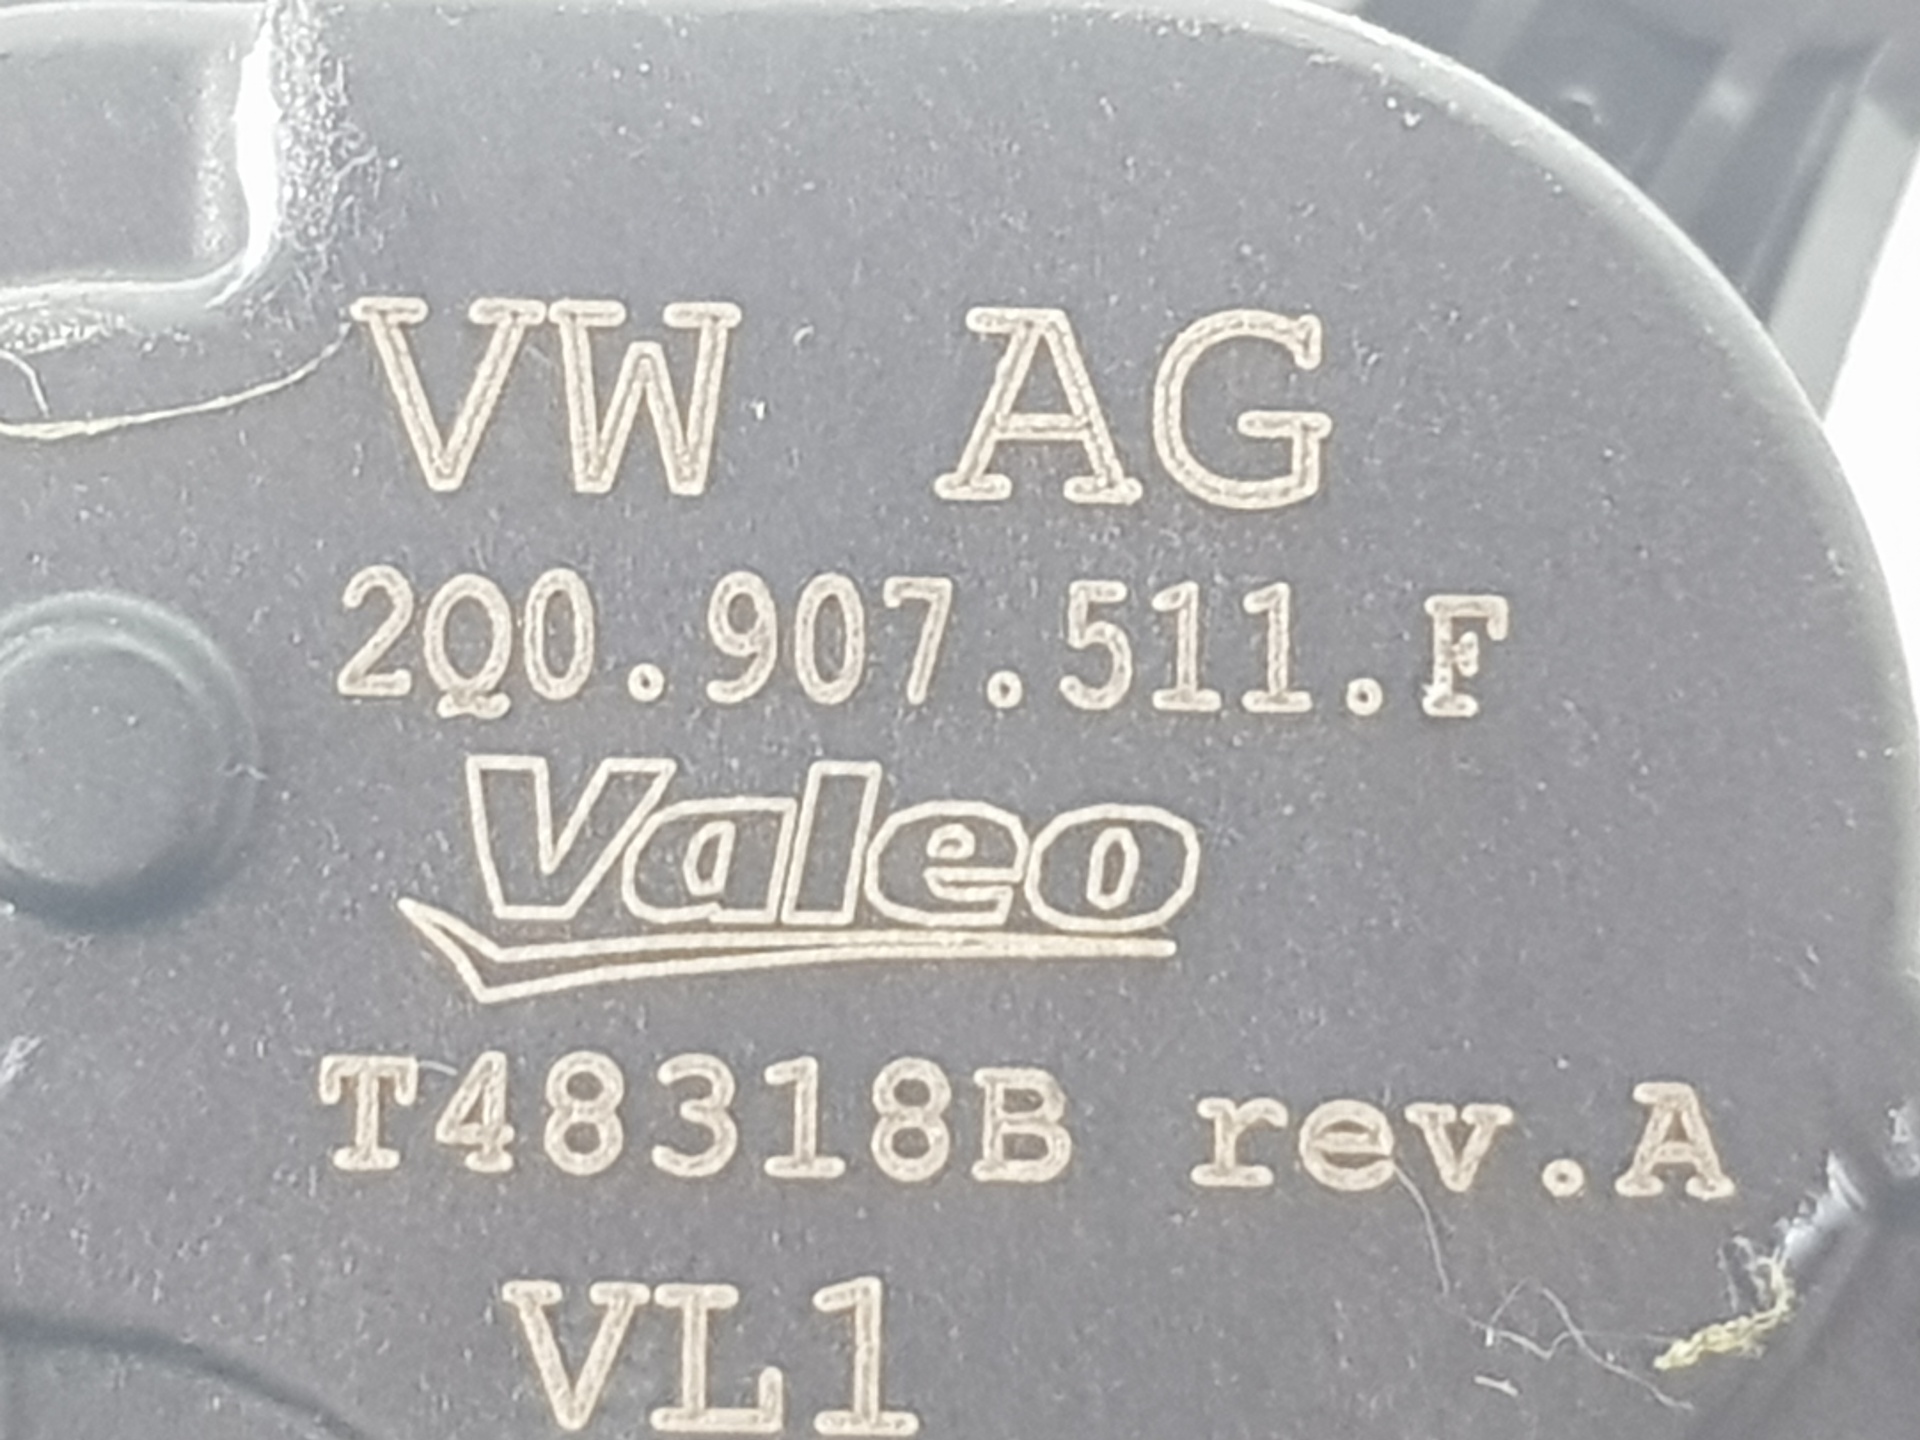 VW AG
2Q0.907.511.F
Valeo
T48318B rev.A
VL1